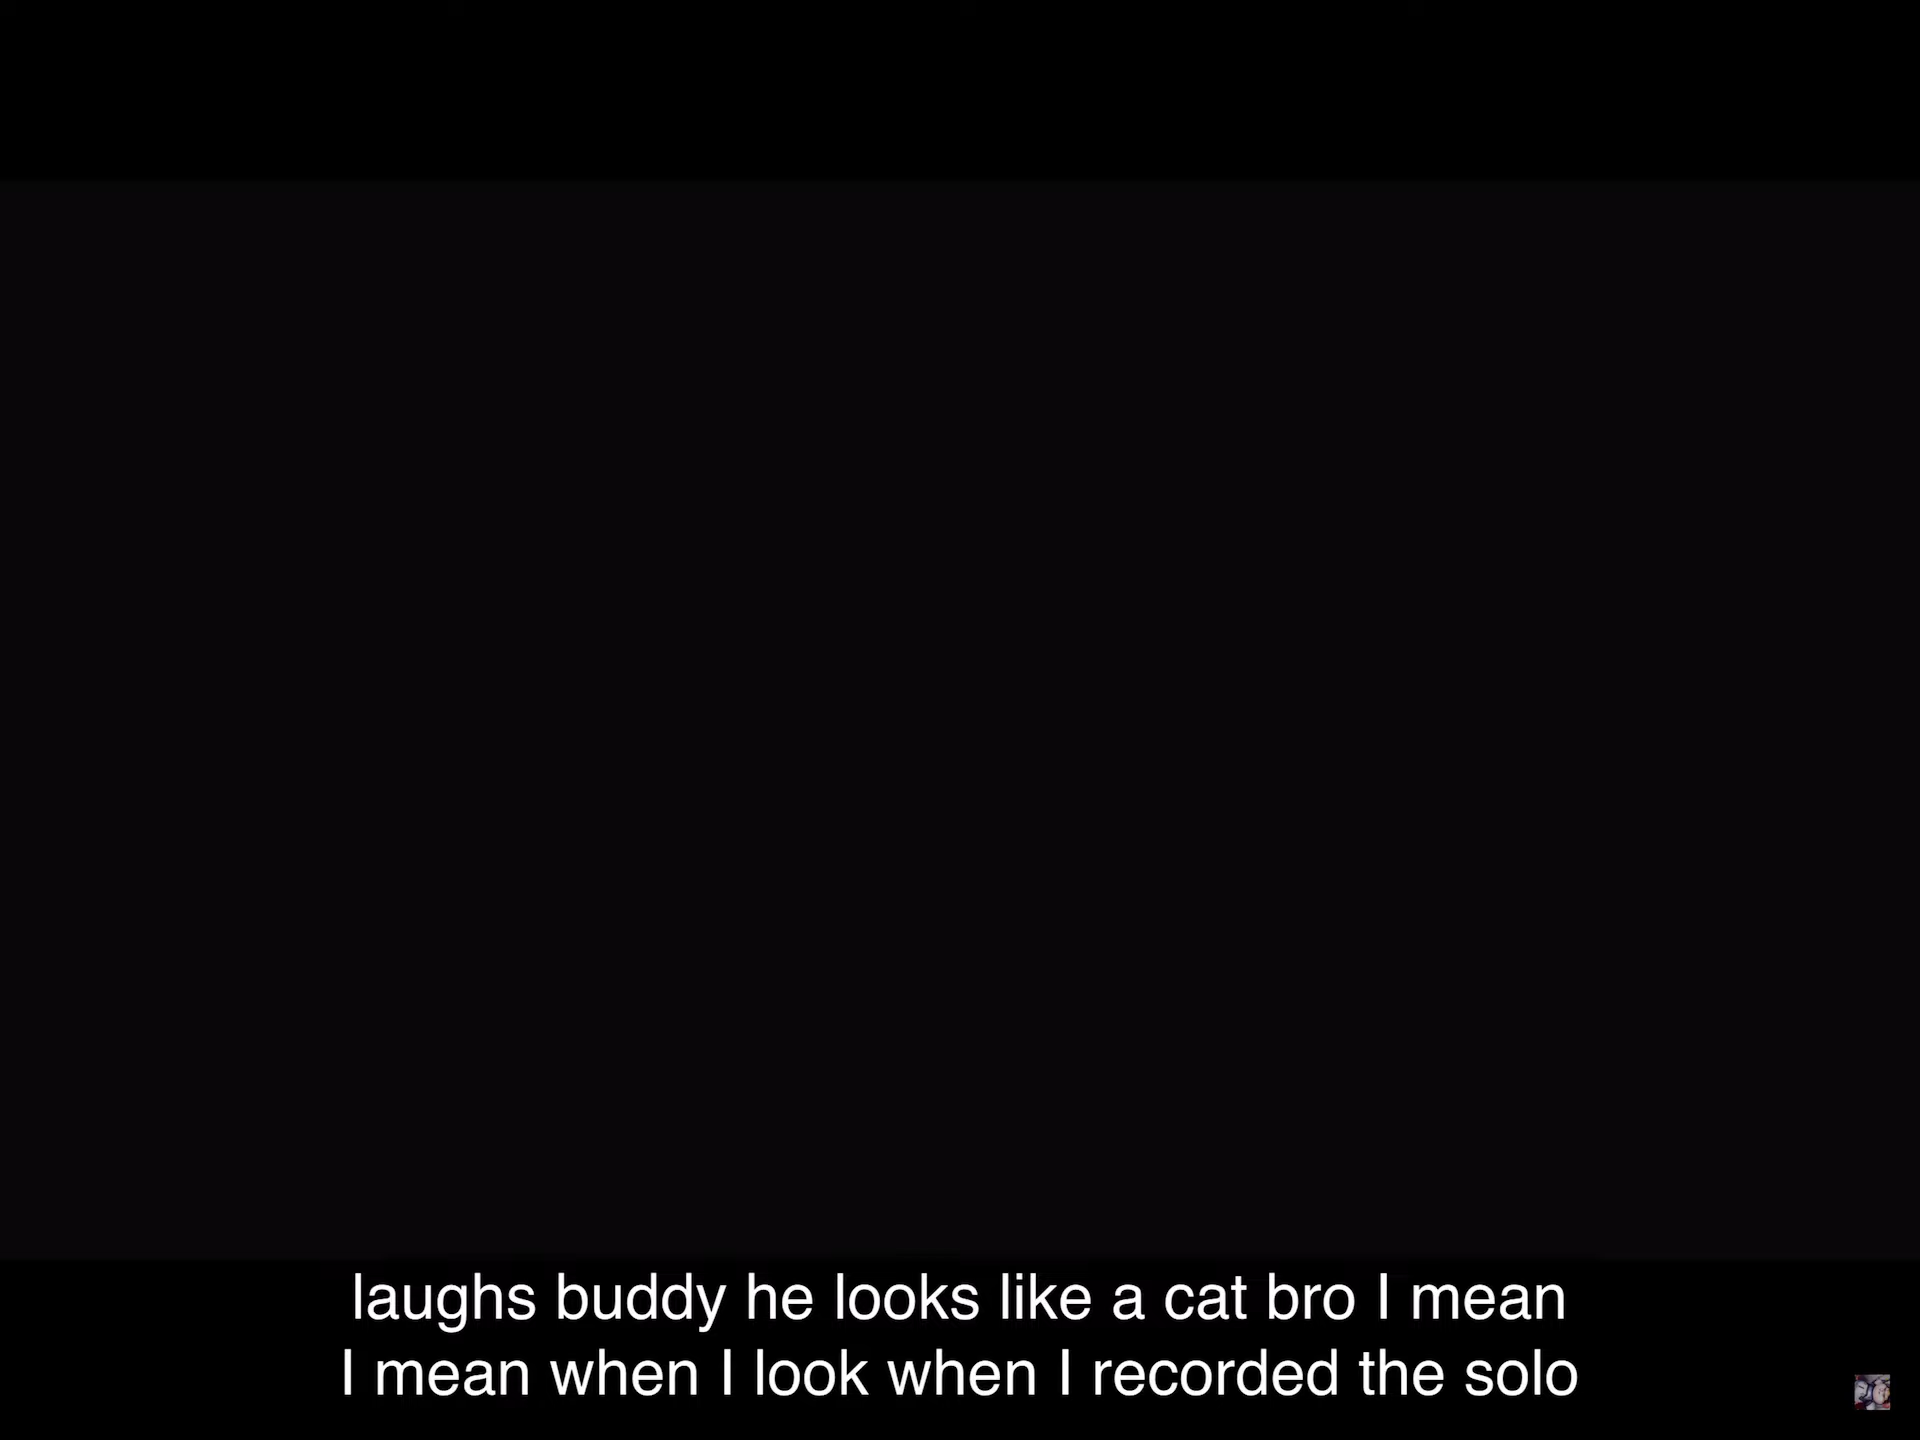 laughs buddy he looks like a cat bro I mean
I mean when I look when I recorded the solo